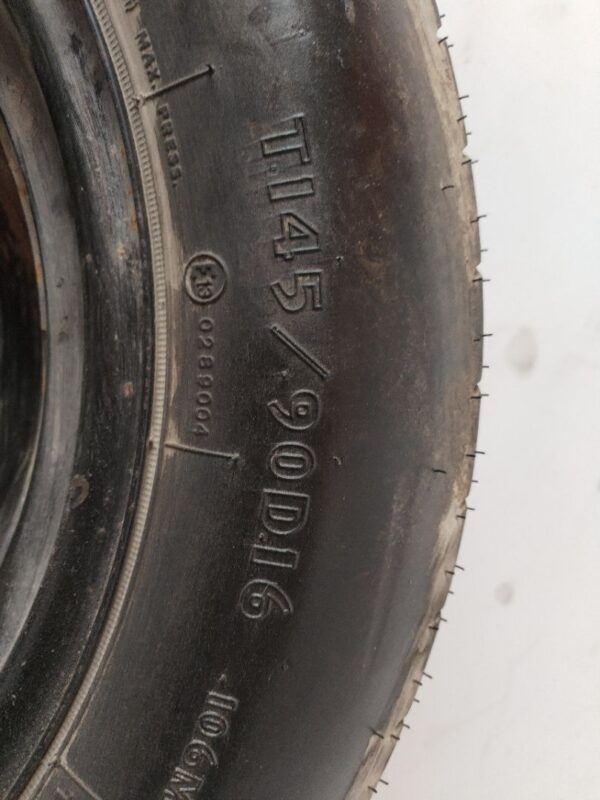 MAX. PRESS.
T145/90D16
E13 0289004
106M